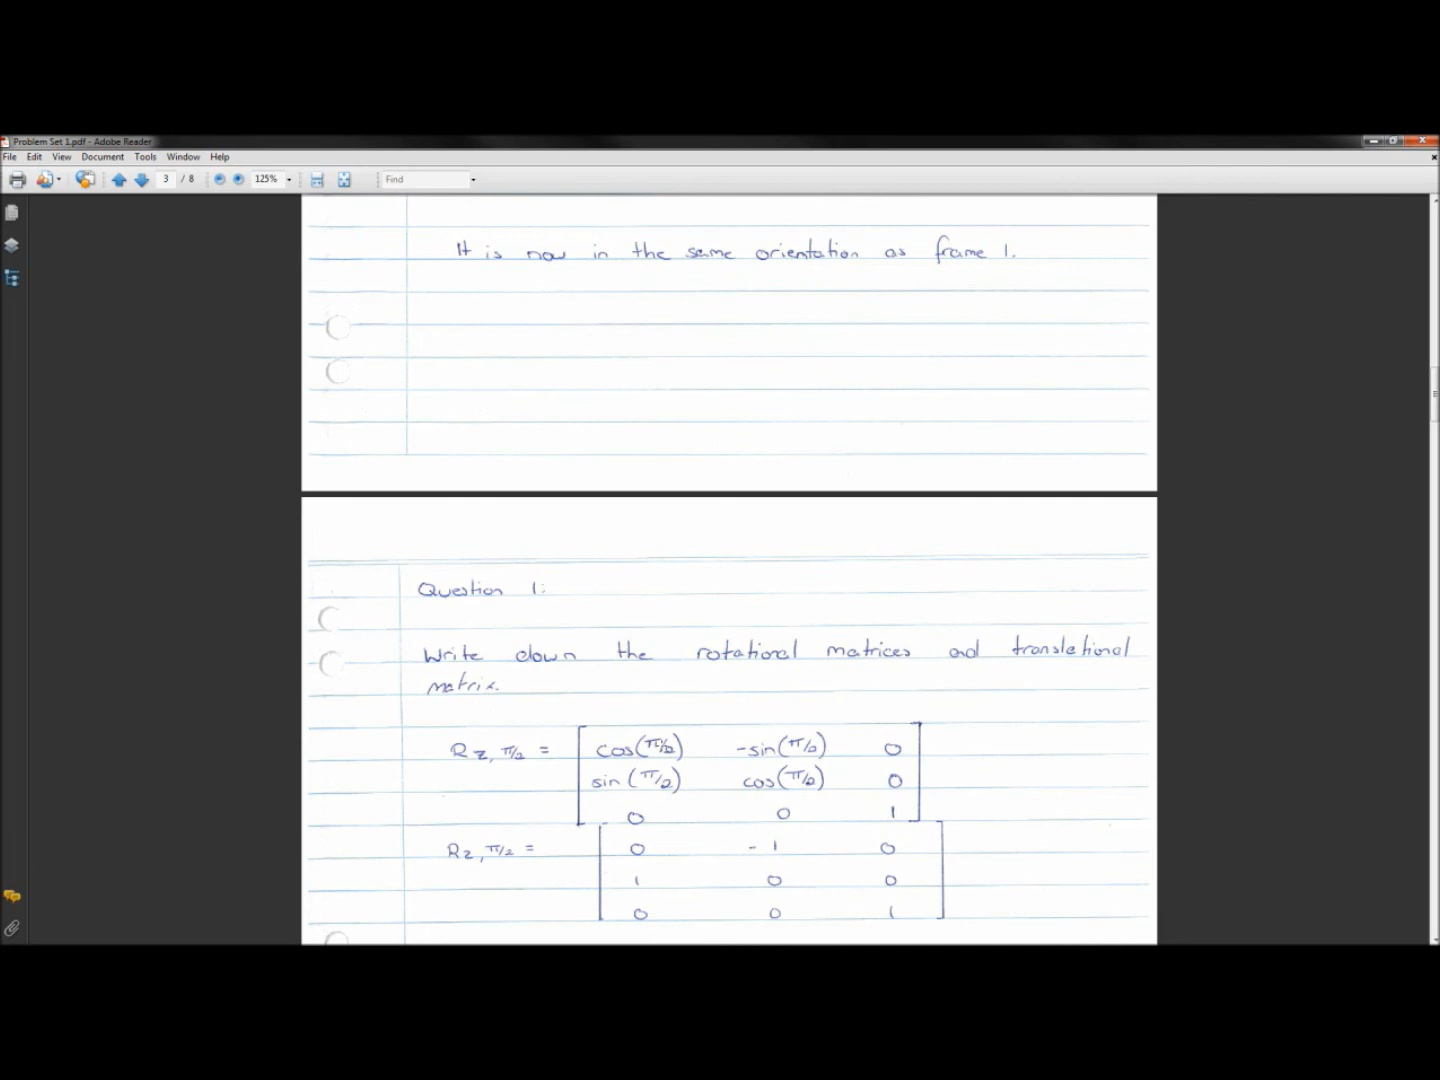 Problem Set 1.pdf - Adobe Reader
File Edit View Document Tools Window Help
3 / 8 125% Find
It is now in the same orientation as frame 1.
Question 1:
Write down the rotational matrices and translational
matrix.
Rz, π/2 = [ cos(π/2) -sin(π/2) 0
sin(π/2) cos(π/2) 0
0 0 1 ]
Rz, π/2 = [ 0 -1 0
1 0 0
0 0 1 ]